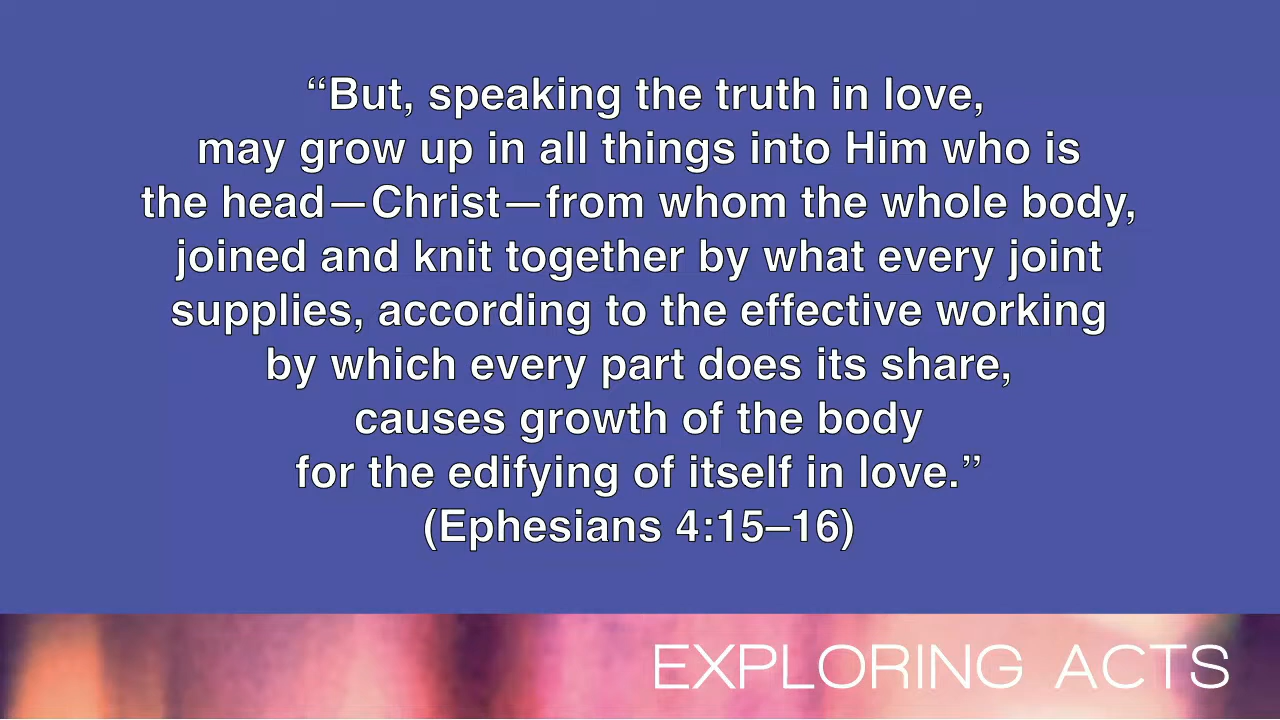 “But, speaking the truth in love,
may grow up in all things into Him who is
the head—Christ—from whom the whole body,
joined and knit together by what every joint
supplies, according to the effective working
by which every part does its share,
causes growth of the body
for the edifying of itself in love.”
(Ephesians 4:15–16)
EXPLORING ACTS